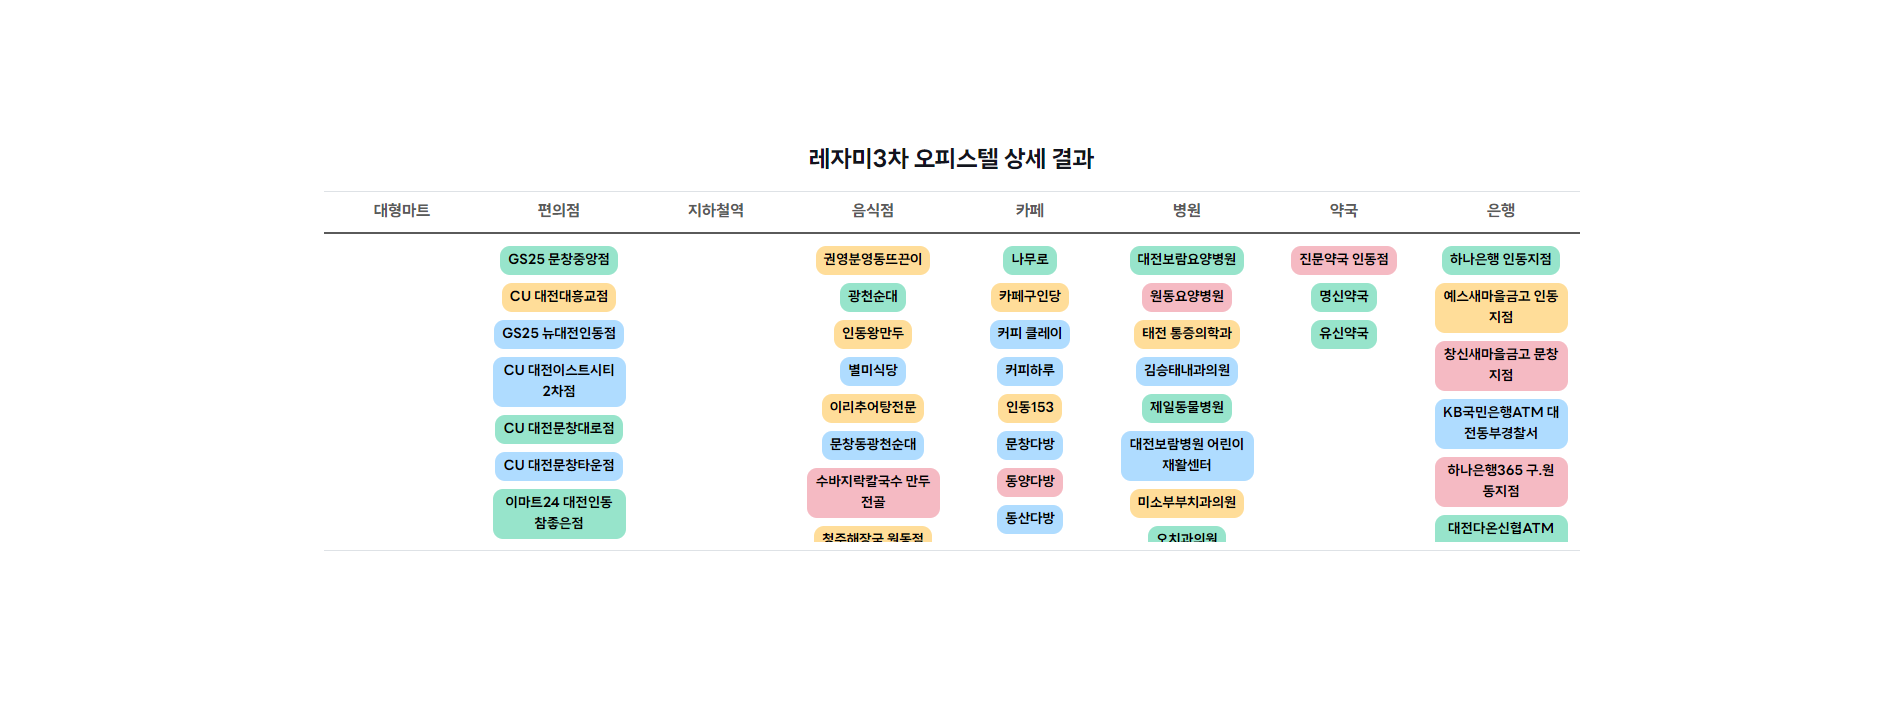 레자미3차 오피스텔 상세 결과
대형마트 편의점 지하철역 음식점 카페 병원 약국 은행
GS25 문창중앙점
CU 대전대흥교점
GS25 뉴대전인동점
CU 대전이스트시티
2차점
CU 대전문창대로점
CU 대전문창타운점
이마트24 대전인동
참좋은점
권영분영동뜨끈이
광천순대
인동왕만두
별미식당
이리추어탕전문
문창동광천순대
수바지락칼국수 만두
전골
청주해장국 원동점
나무로
카페구인당
커피 클레이
커피하루
인동153
문창다방
동양다방
동산다방
대전보람요양병원
원동요양병원
태전 통증의학과
김승태내과의원
제일동물병원
대전보람병원 어린이
재활센터
미소부부치과의원
오치과의원
진문약국 인동점
명신약국
유신약국
하나은행 인동지점
예스새마을금고 인동
지점
창신새마을금고 문창
지점
KB국민은행ATM 대
전동부경찰서
하나은행365 구.원
동지점
대전다온신협ATM